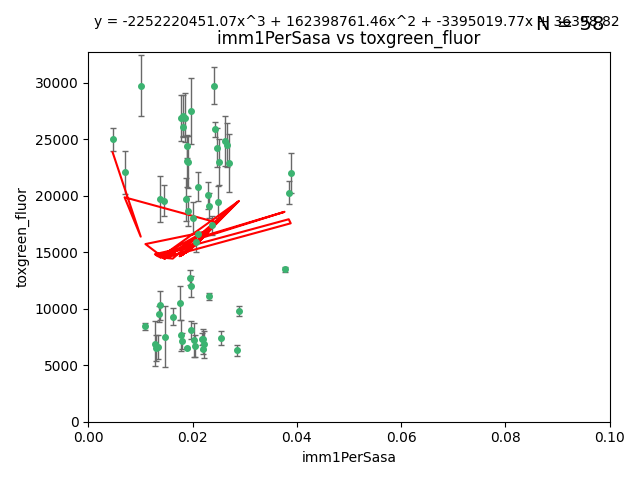 y = -2252220451.07x^3 + 162398761.46x^2 + -3395019.77x + 36398.82
N = 58
imm1PerSasa vs toxgreen_fluor
30000
25000
20000
15000
10000
5000
0
toxgreen_fluor
0.00 0.02 0.04 0.06 0.08 0.10
imm1PerSasa